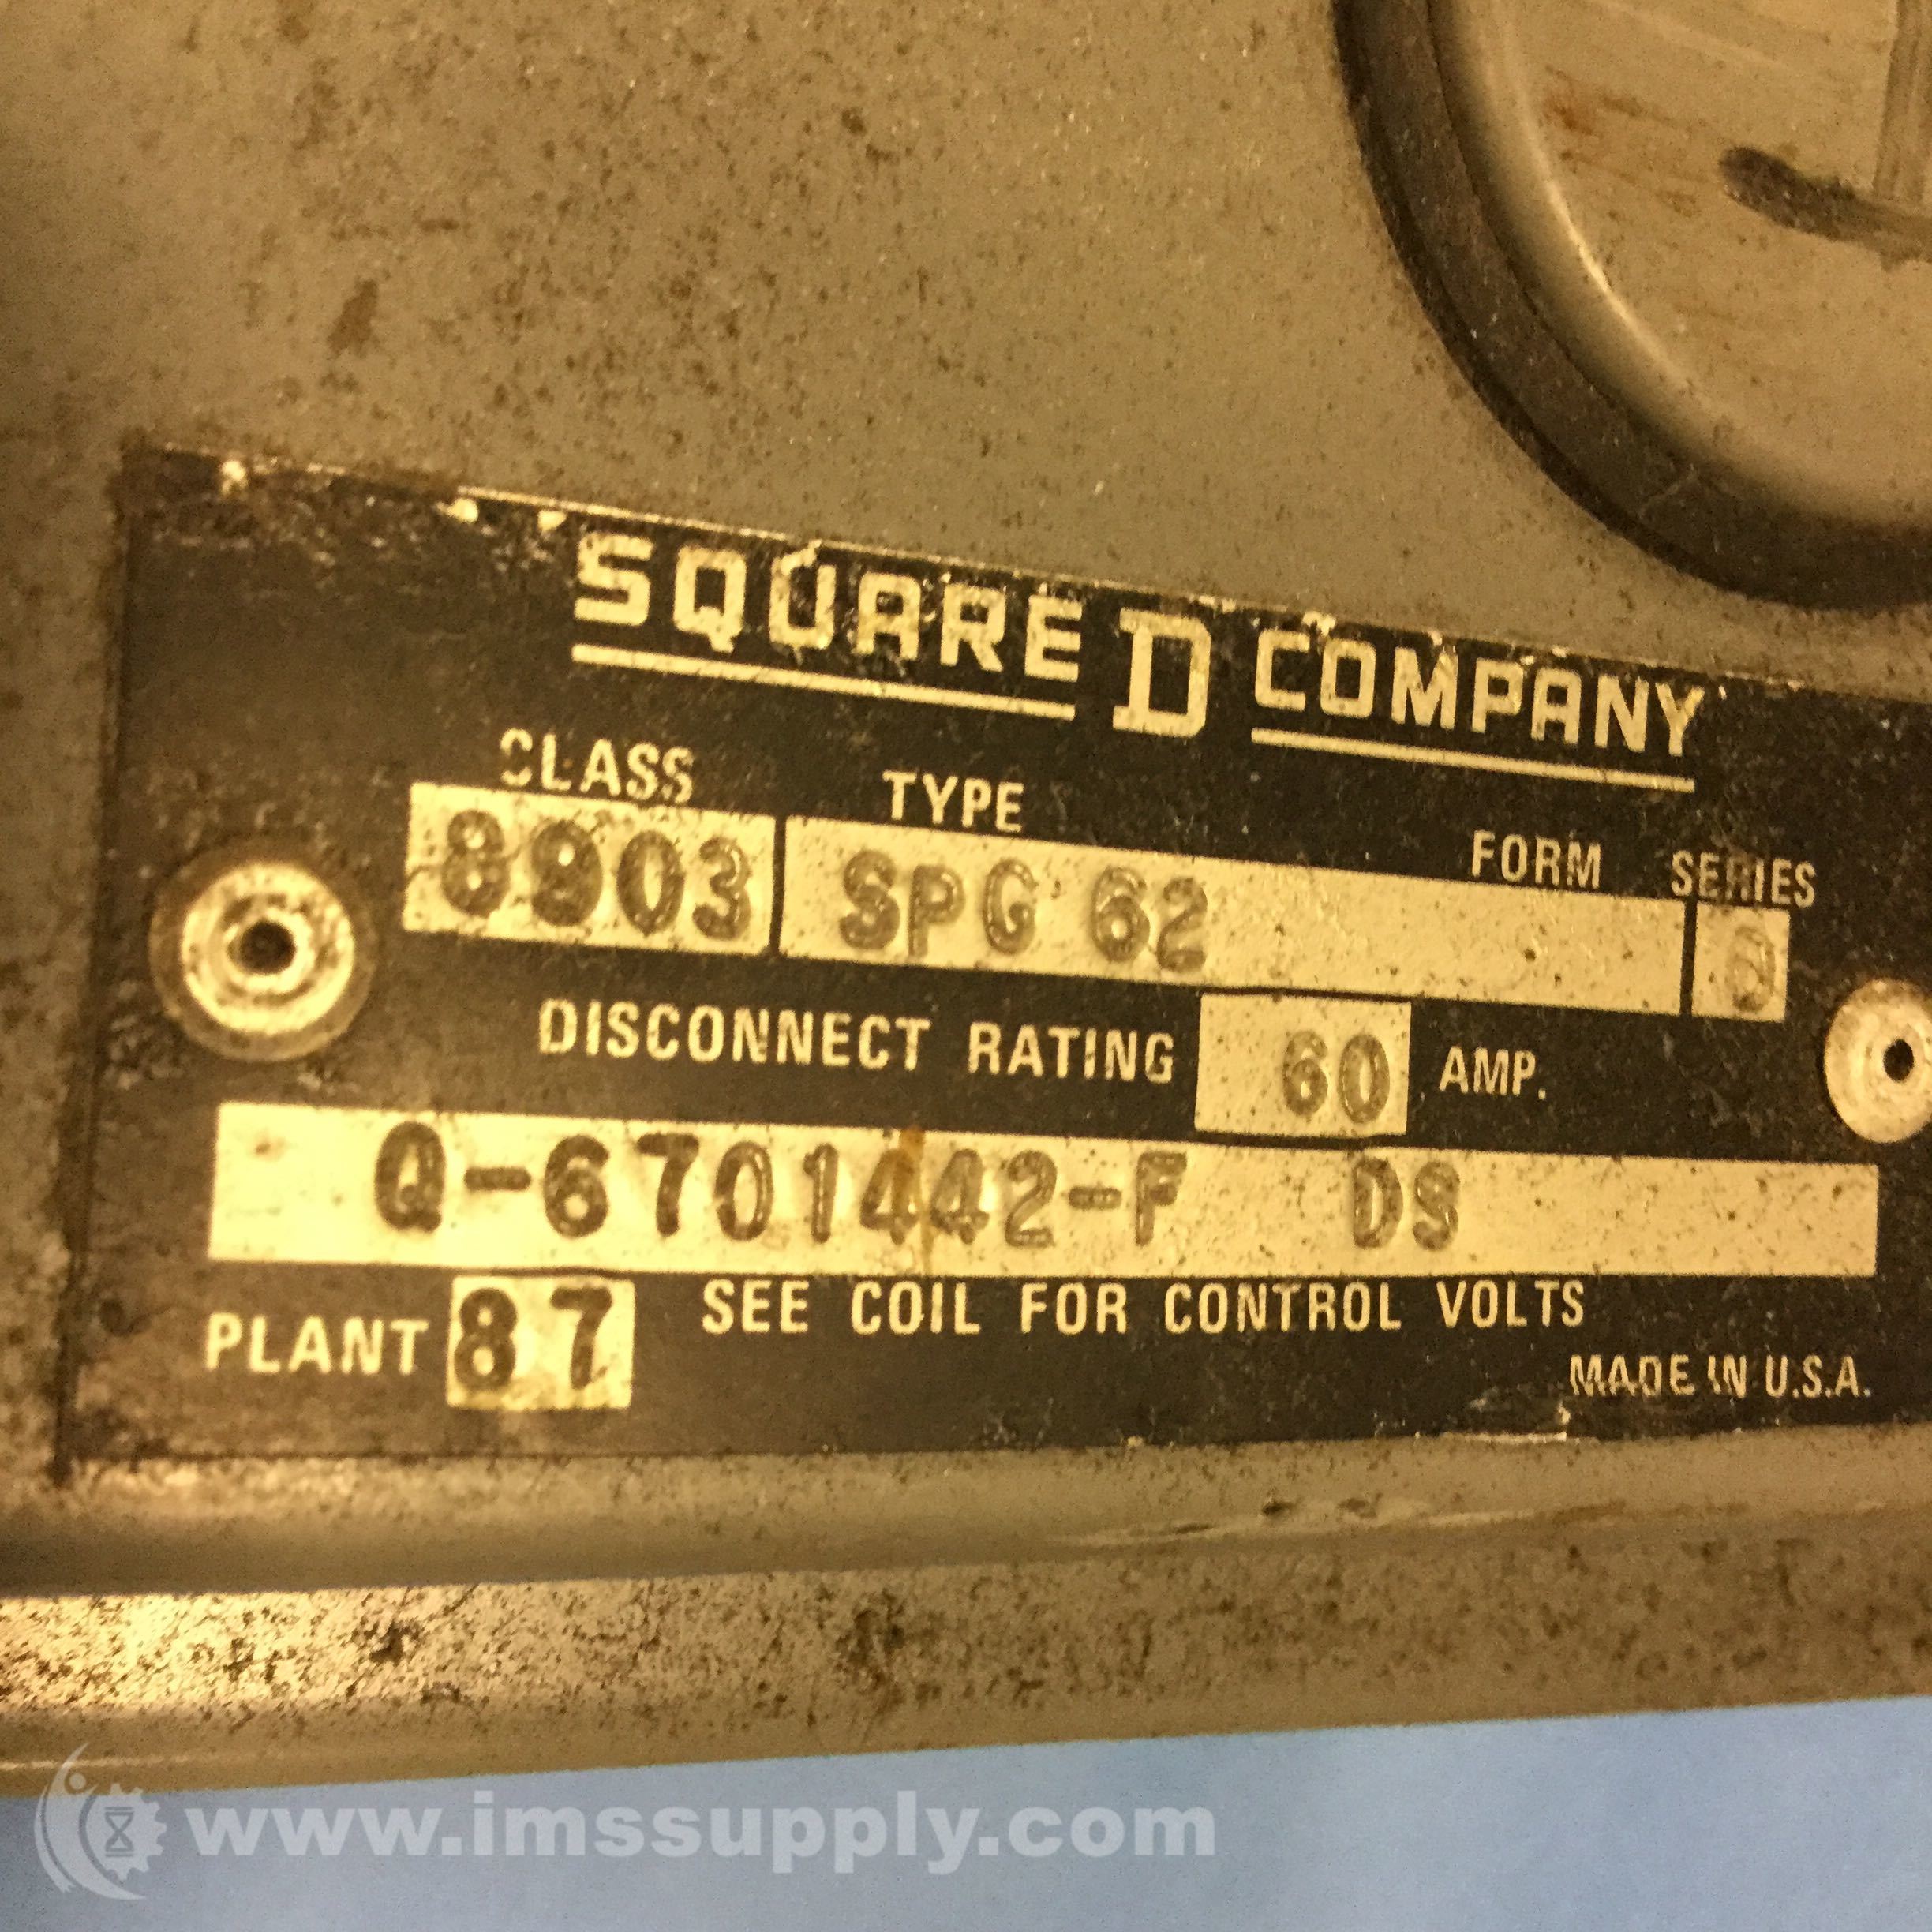 SQUARE D COMPANY
CLASS TYPE FORM SERIES
8903 SPG 62
DISCONNECT RATING 60 AMP.
Q-6701442-F DS
PLANT 87 SEE COIL FOR CONTROL VOLTS
MADE IN U.S.A.
www.imssupply.com